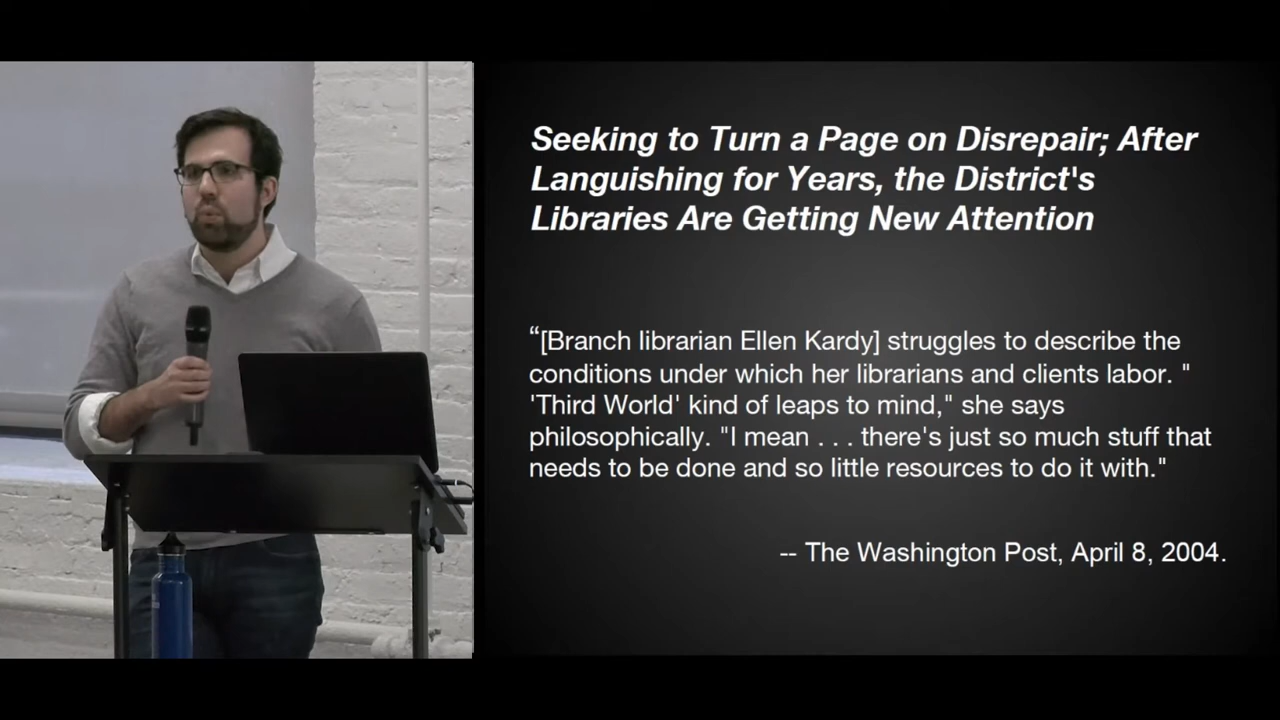 Seeking to Turn a Page on Disrepair; After
Languishing for Years, the District's
Libraries Are Getting New Attention
“[Branch librarian Ellen Kardy] struggles to describe the
conditions under which her librarians and clients labor. "
'Third World' kind of leaps to mind," she says
philosophically. "I mean . . . there's just so much stuff that
needs to be done and so little resources to do it with."
-- The Washington Post, April 8, 2004.